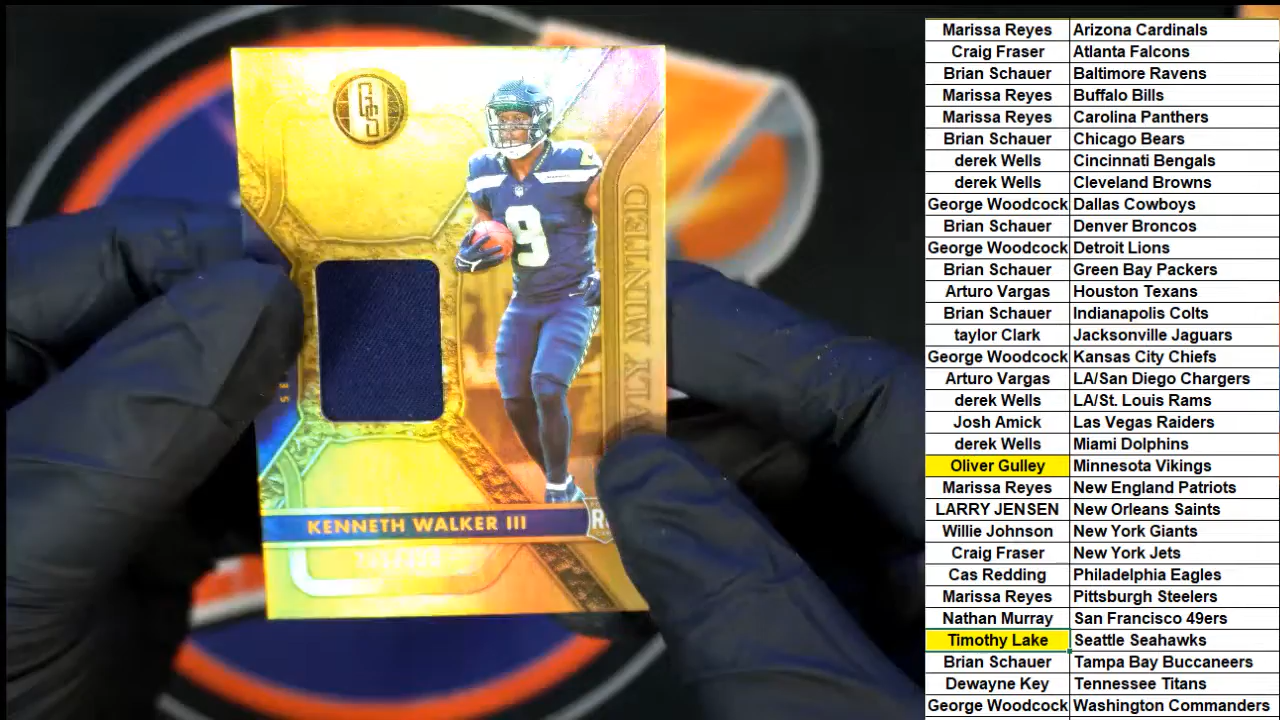 GS
9
NEWLY MINTED
KENNETH WALKER III
Marissa Reyes Arizona Cardinals
Craig Fraser Atlanta Falcons
Brian Schauer Baltimore Ravens
Marissa Reyes Buffalo Bills
Marissa Reyes Carolina Panthers
Brian Schauer Chicago Bears
derek Wells Cincinnati Bengals
derek Wells Cleveland Browns
George Woodcock Dallas Cowboys
Brian Schauer Denver Broncos
George Woodcock Detroit Lions
Brian Schauer Green Bay Packers
Arturo Vargas Houston Texans
Brian Schauer Indianapolis Colts
taylor Clark Jacksonville Jaguars
George Woodcock Kansas City Chiefs
Arturo Vargas LA/San Diego Chargers
derek Wells LA/St. Louis Rams
Josh Amick Las Vegas Raiders
derek Wells Miami Dolphins
Oliver Gulley Minnesota Vikings
Marissa Reyes New England Patriots
LARRY JENSEN New Orleans Saints
Willie Johnson New York Giants
Craig Fraser New York Jets
Cas Redding Philadelphia Eagles
Marissa Reyes Pittsburgh Steelers
Nathan Murray San Francisco 49ers
Timothy Lake Seattle Seahawks
Brian Schauer Tampa Bay Buccaneers
Dewayne Key Tennessee Titans
George Woodcock Washington Commanders